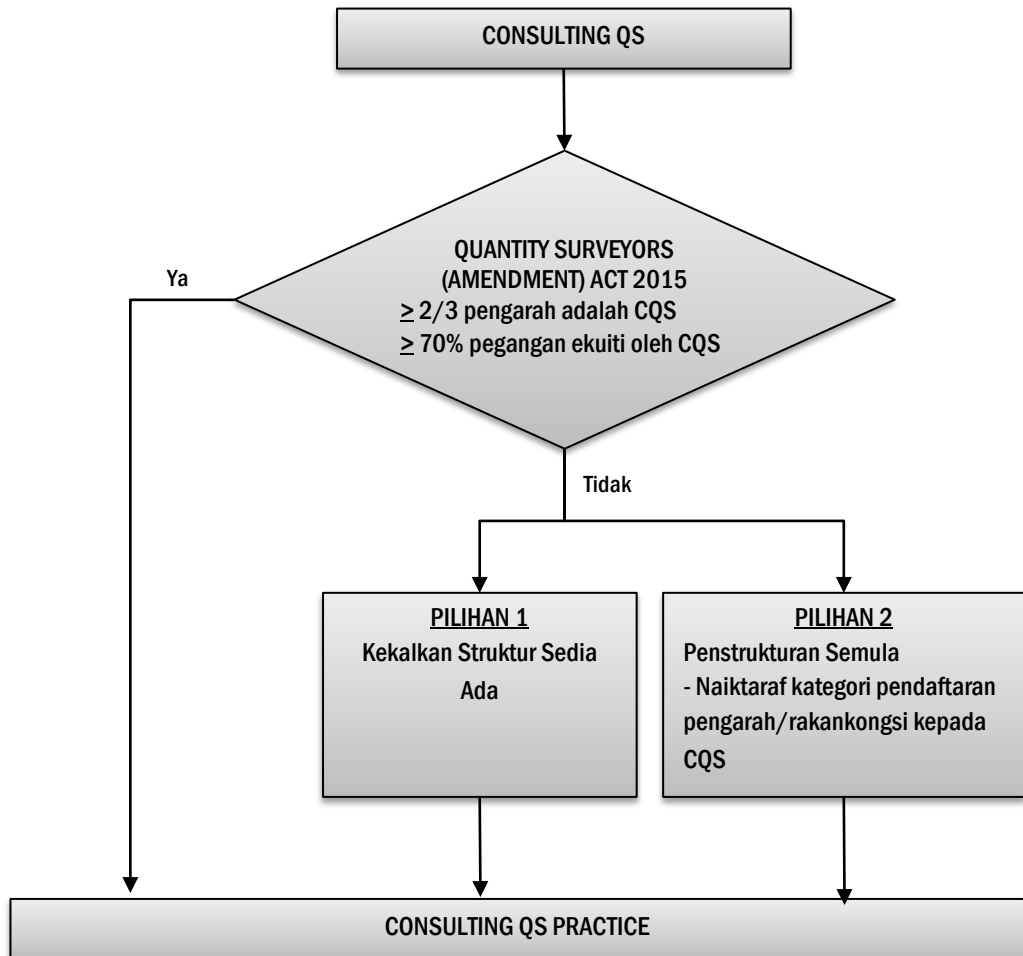 CONSULTING QS
QUANTITY SURVEYORS
(AMENDMENT) ACT 2015
≥ 2/3 pengarah adalah CQS
≥ 70% pegangan ekuiti oleh CQS
Ya
Tidak
PILIHAN 1
Kekalkan Struktur Sedia
Ada
PILIHAN 2
Penstrukturan Semula
- Naiktaraf kategori pendaftaran
pengarah/rakankongsi kepada
CQS
CONSULTING QS PRACTICE